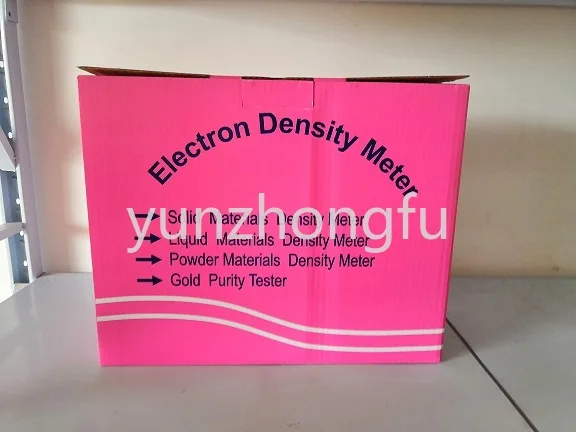 Electron Density Meter
→ Solid Materials Density Meter
yunzhongfu
→ Liquid Materials Density Meter
→ Powder Materials Density Meter
→ Gold Purity Tester